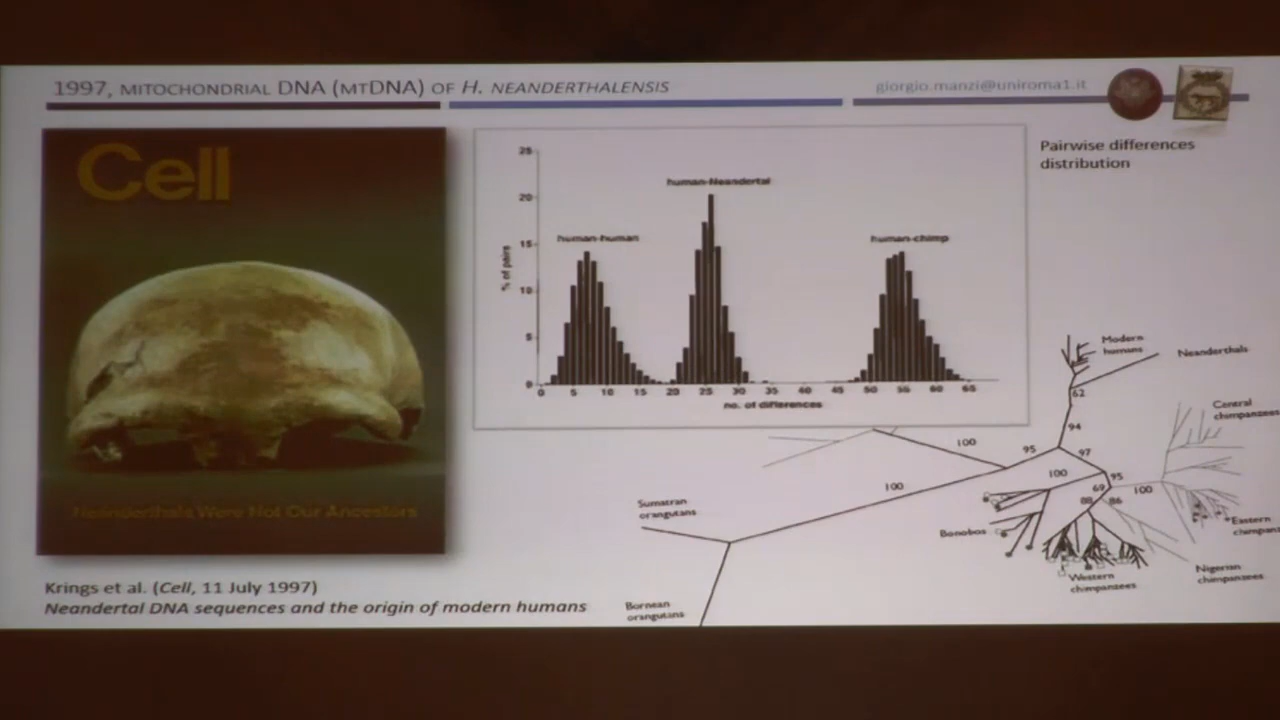 1997, MITOCHONDRIAL DNA (MTDNA) OF H. NEANDERTHALENSIS
giorgio.manzi@uniroma1.it
Cell
Neanderthals Were Not Our Ancestors
Krings et al. (Cell, 11 July 1997)
Neandertal DNA sequences and the origin of modern humans
Pairwise differences
distribution
25
20
15
10
5
0
% of pairs
human-human
human-Neandertal
human-chimp
0 5 10 15 20 25 30 35 40 45 50 55 60 65
no. of differences
Modern
humans
Neanderthals
62
94
Central
chimpanzees
100
95
97
100
95
100
69
88
86
100
Sumatran
orangutans
Bonobos
Eastern
chimpanz
Western
chimpanzees
Nigerian
chimpanzees
Bornean
orangutans